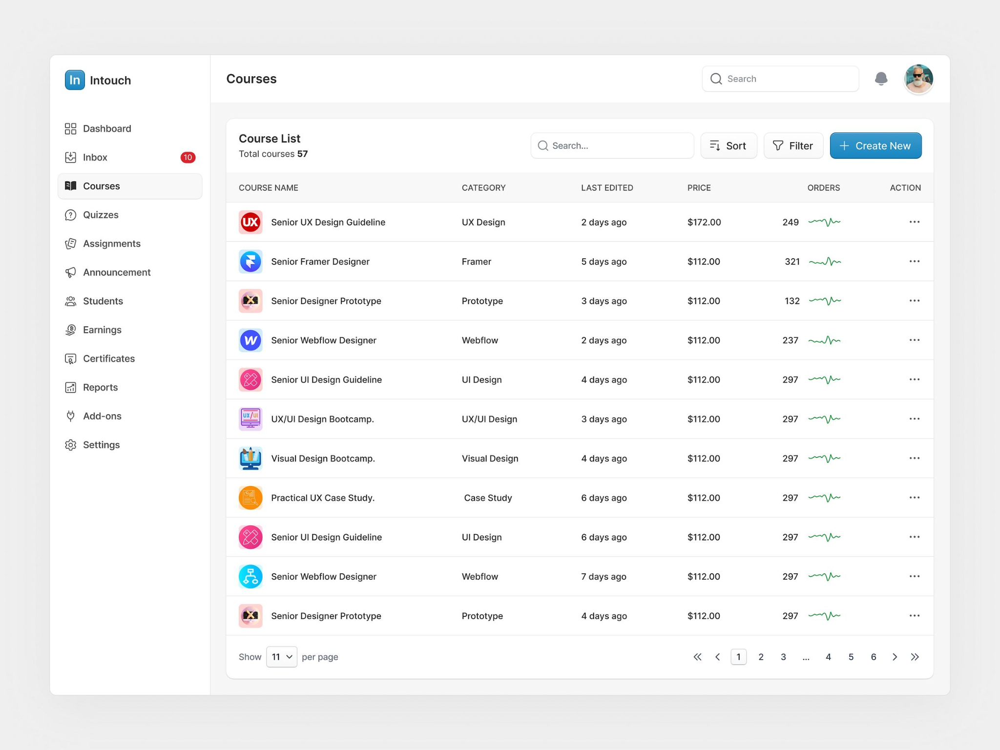 In Intouch
Courses
Search
Dashboard
Inbox 10
Courses
Quizzes
Assignments
Announcement
Students
Earnings
Certificates
Reports
Add-ons
Settings
Course List
Total courses 57
Search...
Sort
Filter
Create New
COURSE NAME CATEGORY LAST EDITED PRICE ORDERS ACTION
UX Senior UX Design Guideline UX Design 2 days ago $172.00 249
Senior Framer Designer Framer 5 days ago $112.00 321
Senior Designer Prototype Prototype 3 days ago $112.00 132
Senior Webflow Designer Webflow 2 days ago $112.00 237
Senior UI Design Guideline UI Design 4 days ago $112.00 297
UX/UI UX/UI Design Bootcamp. UX/UI Design 3 days ago $112.00 297
Visual Design Bootcamp. Visual Design 4 days ago $112.00 297
Practical UX Case Study. Case Study 6 days ago $112.00 297
Senior UI Design Guideline UI Design 6 days ago $112.00 297
Senior Webflow Designer Webflow 7 days ago $112.00 297
Senior Designer Prototype Prototype 4 days ago $112.00 297
Show 11 per page
1 2 3 ... 4 5 6